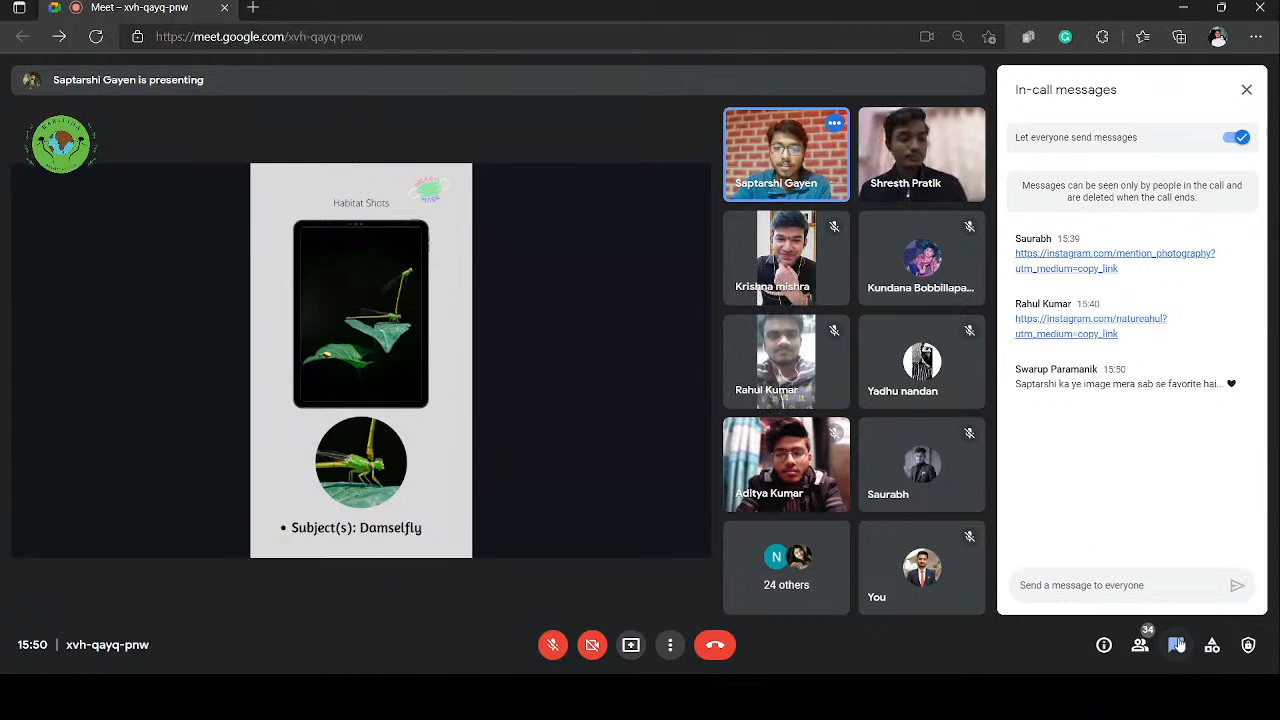 Meet – xvh-qayq-pnw
https://meet.google.com/xvh-qayq-pnw
Saptarshi Gayen is presenting
Habitat Shots
• Subject(s): Damselfly
Saptarshi Gayen
Shresth Pratik
Krishna mishra
Kundana Bobbillapa...
Rahul Kumar
Yadhu nandan
Aditya Kumar
Saurabh
N
24 others
You
In-call messages
Let everyone send messages
Messages can be seen only by people in the call and
are deleted when the call ends.
Saurabh 15:39
https://instagram.com/mention_photography?
utm_medium=copy_link
Rahul Kumar 15:40
https://instagram.com/natureahul?
utm_medium=copy_link
Swarup Paramanik 15:50
Saptarshi ka ye image mera sab se favorite hai... 🖤
Send a message to everyone
15:50 | xvh-qayq-pnw
34